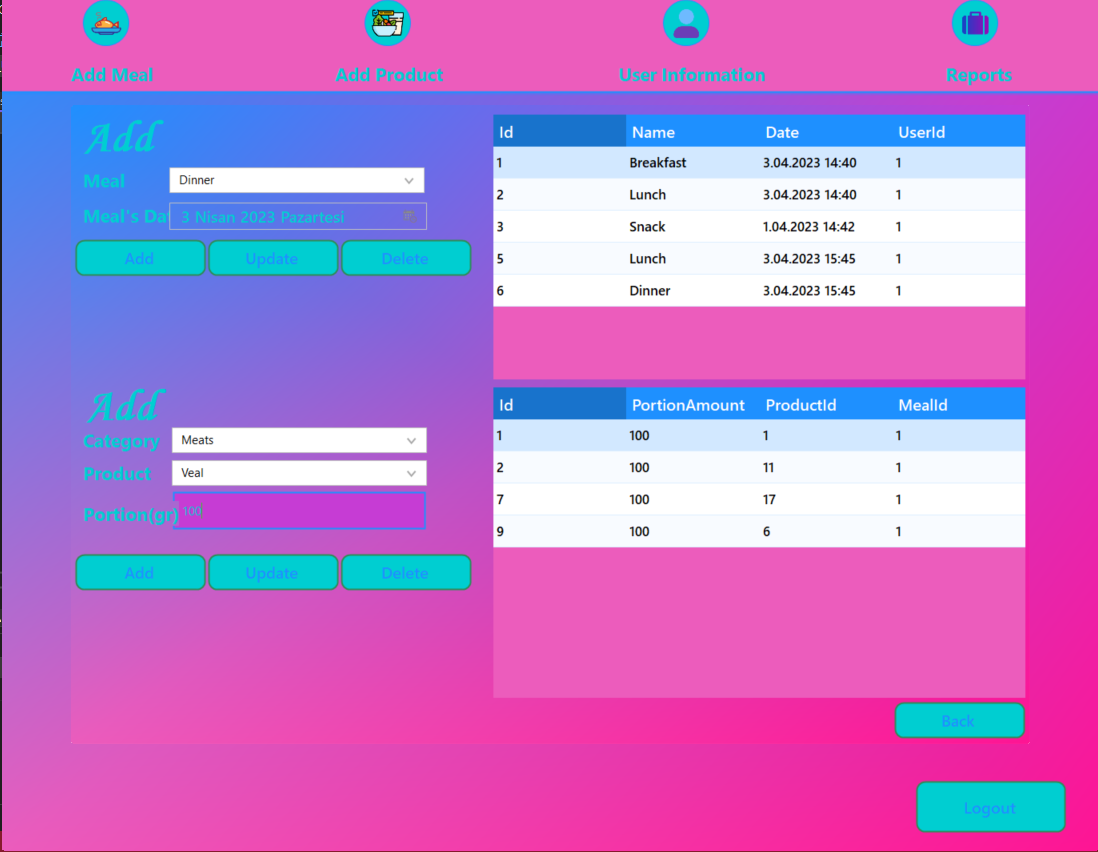 Add Meal Add Product User Information Reports
Add
Meal Dinner
Meal's Da 3 Nisan 2023 Pazartesi
Add Update Delete
Id Name Date UserId
1 Breakfast 3.04.2023 14:40 1
2 Lunch 3.04.2023 14:40 1
3 Snack 1.04.2023 14:42 1
5 Lunch 3.04.2023 15:45 1
6 Dinner 3.04.2023 15:45 1
Add
Category Meats
Product Veal
Portion(gr) 100
Add Update Delete
Id PortionAmount ProductId MealId
1 100 1 1
2 100 11 1
7 100 17 1
9 100 6 1
Back
Logout